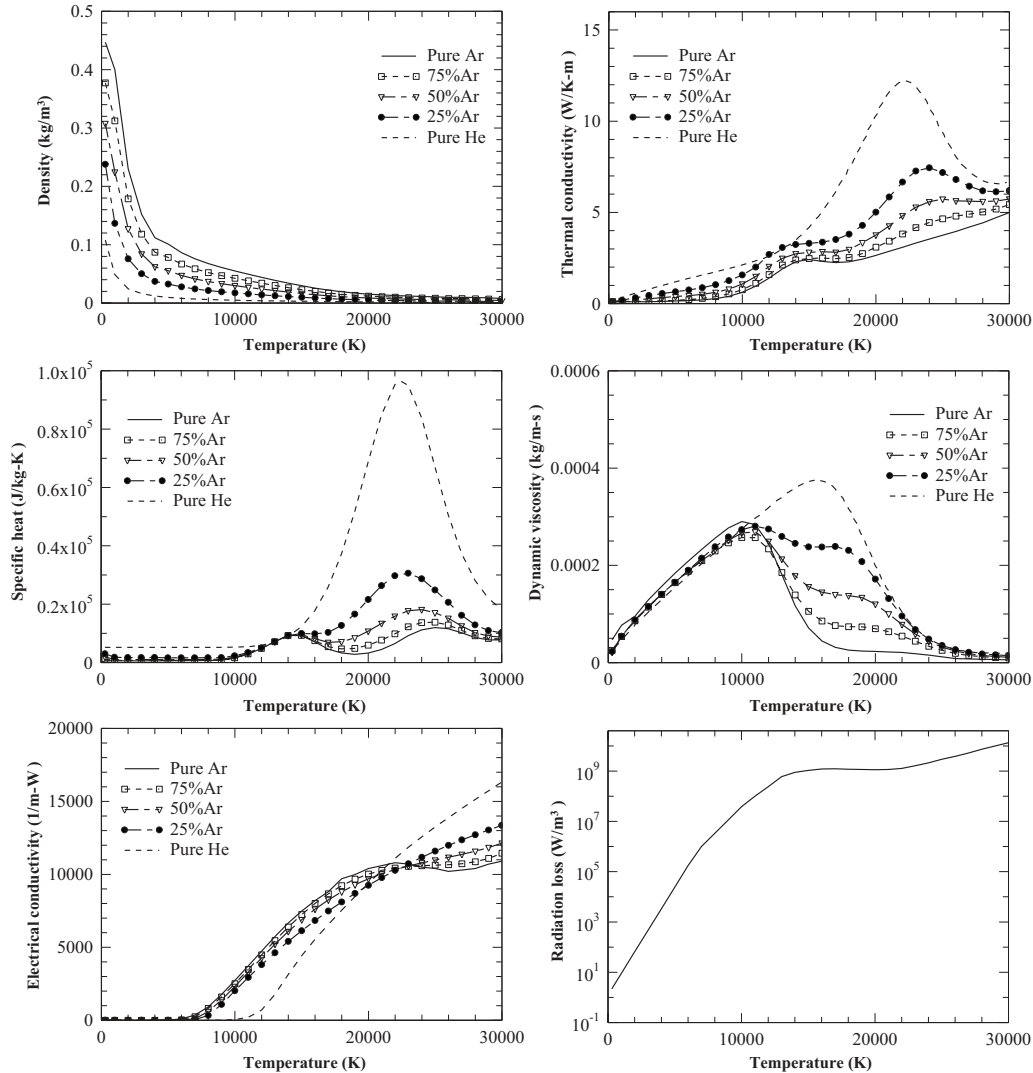 Density (kg/m³)
0.5
0.4
0.3
0.2
0.1
0
Pure Ar
75%Ar
50%Ar
25%Ar
Pure He
10000 20000 30000
Temperature (K)
Thermal conductivity (W/K-m)
15
10
5
0
Pure Ar
75%Ar
50%Ar
25%Ar
Pure He
0 10000 20000 30000
Temperature (K)
Specific heat (J/kg-K)
1.0x10⁵
0.8x10⁵
0.6x10⁵
0.4x10⁵
0.2x10⁵
0
Pure Ar
75%Ar
50%Ar
25%Ar
Pure He
0 10000 20000 30000
Temperature (K)
Dynamic viscosity (kg/m-s)
0.0006
0.0004
0.0002
0
Pure Ar
75%Ar
50%Ar
25%Ar
Pure He
0 10000 20000 30000
Temperature (K)
Electrical conductivity (1/m-W)
20000
15000
10000
5000
0
Pure Ar
75%Ar
50%Ar
25%Ar
Pure He
0 10000 20000 30000
Temperature (K)
Radiation loss (W/m³)
10⁹
10⁷
10⁵
10³
10¹
10⁻¹
0 10000 20000 30000
Temperature (K)